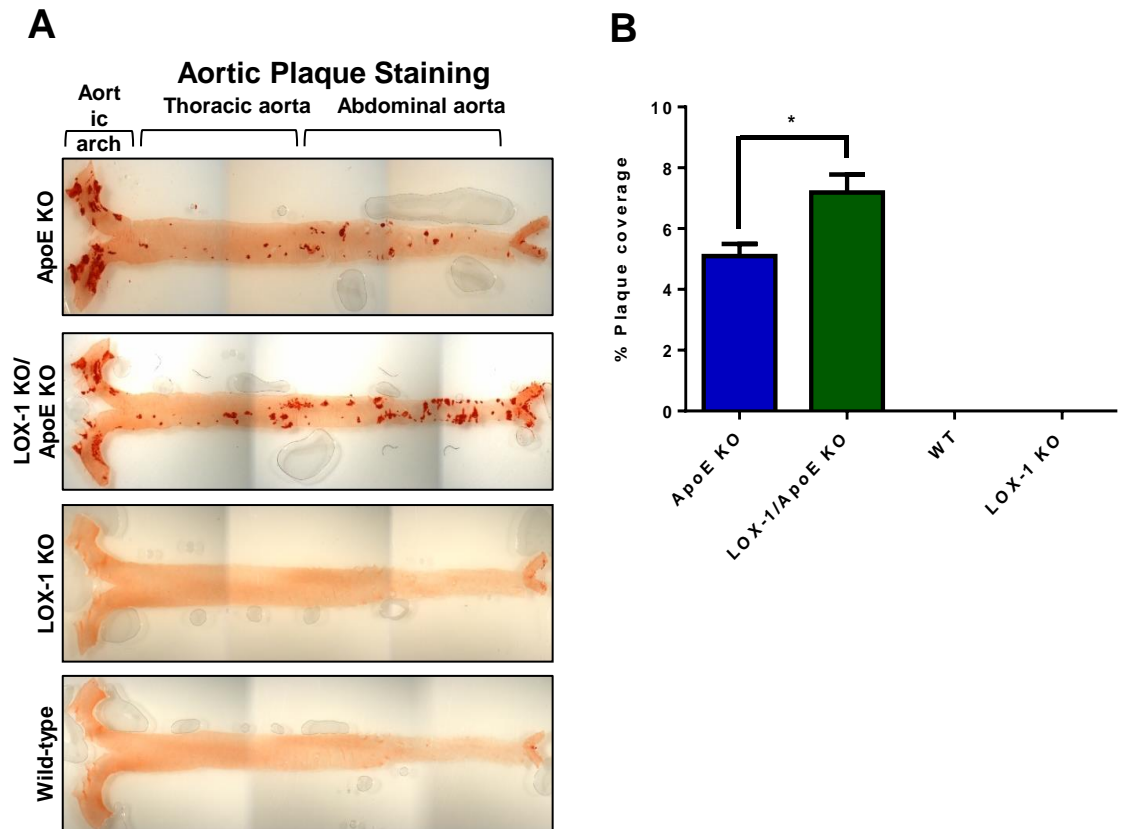 A
Aortic Plaque Staining
Aort
ic
arch
Thoracic aorta
Abdominal aorta
ApoE KO
LOX-1 KO/
ApoE KO
LOX-1 KO
Wild-type
B
% Plaque coverage
10
8
6
4
2
0
*
ApoE KO
LOX-1/ApoE KO
WT
LOX-1 KO